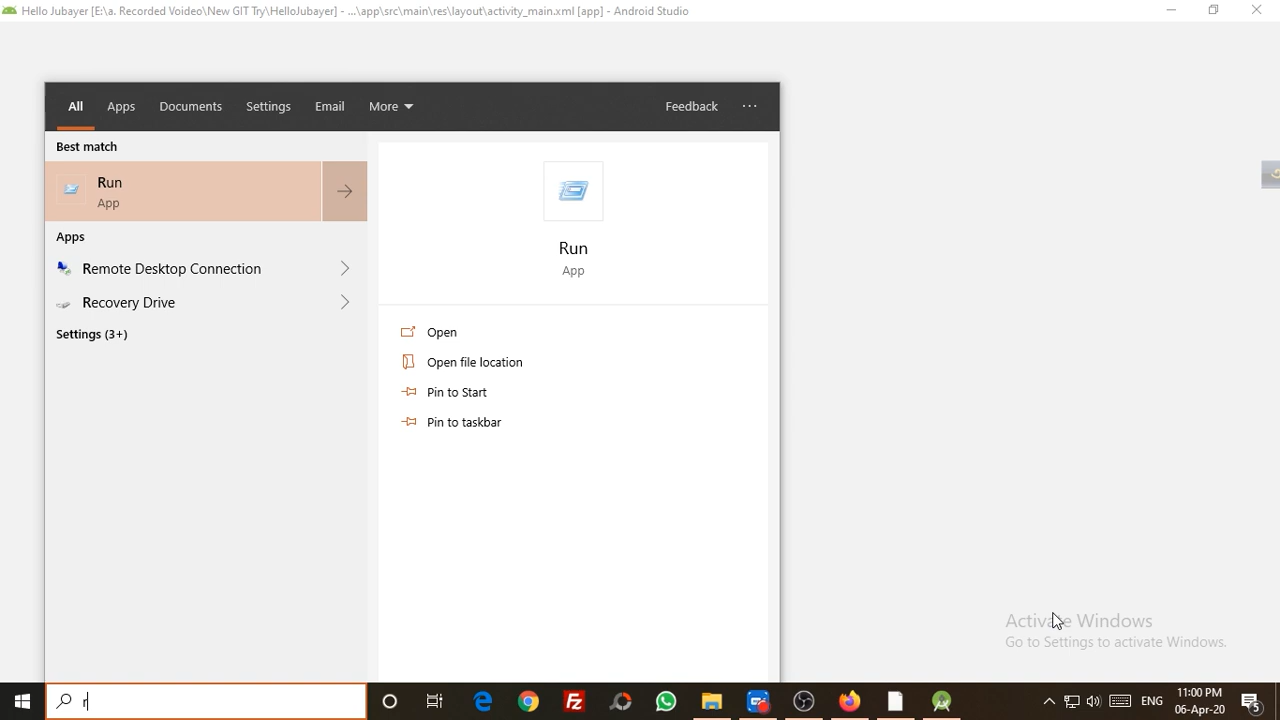 Hello Jubayer [E:\a. Recorded Voideo\New GIT Try\HelloJubayer] - ...\app\src\main\res\layout\activity_main.xml [app] - Android Studio
All Apps Documents Settings Email More Feedback ...
Best match
Run
App
Apps
Remote Desktop Connection
Recovery Drive
Settings (3+)
Run
App
Open
Open file location
Pin to Start
Pin to taskbar
Activate Windows
Go to Settings to activate Windows.
r
ENG
11:00 PM
06-Apr-20
5